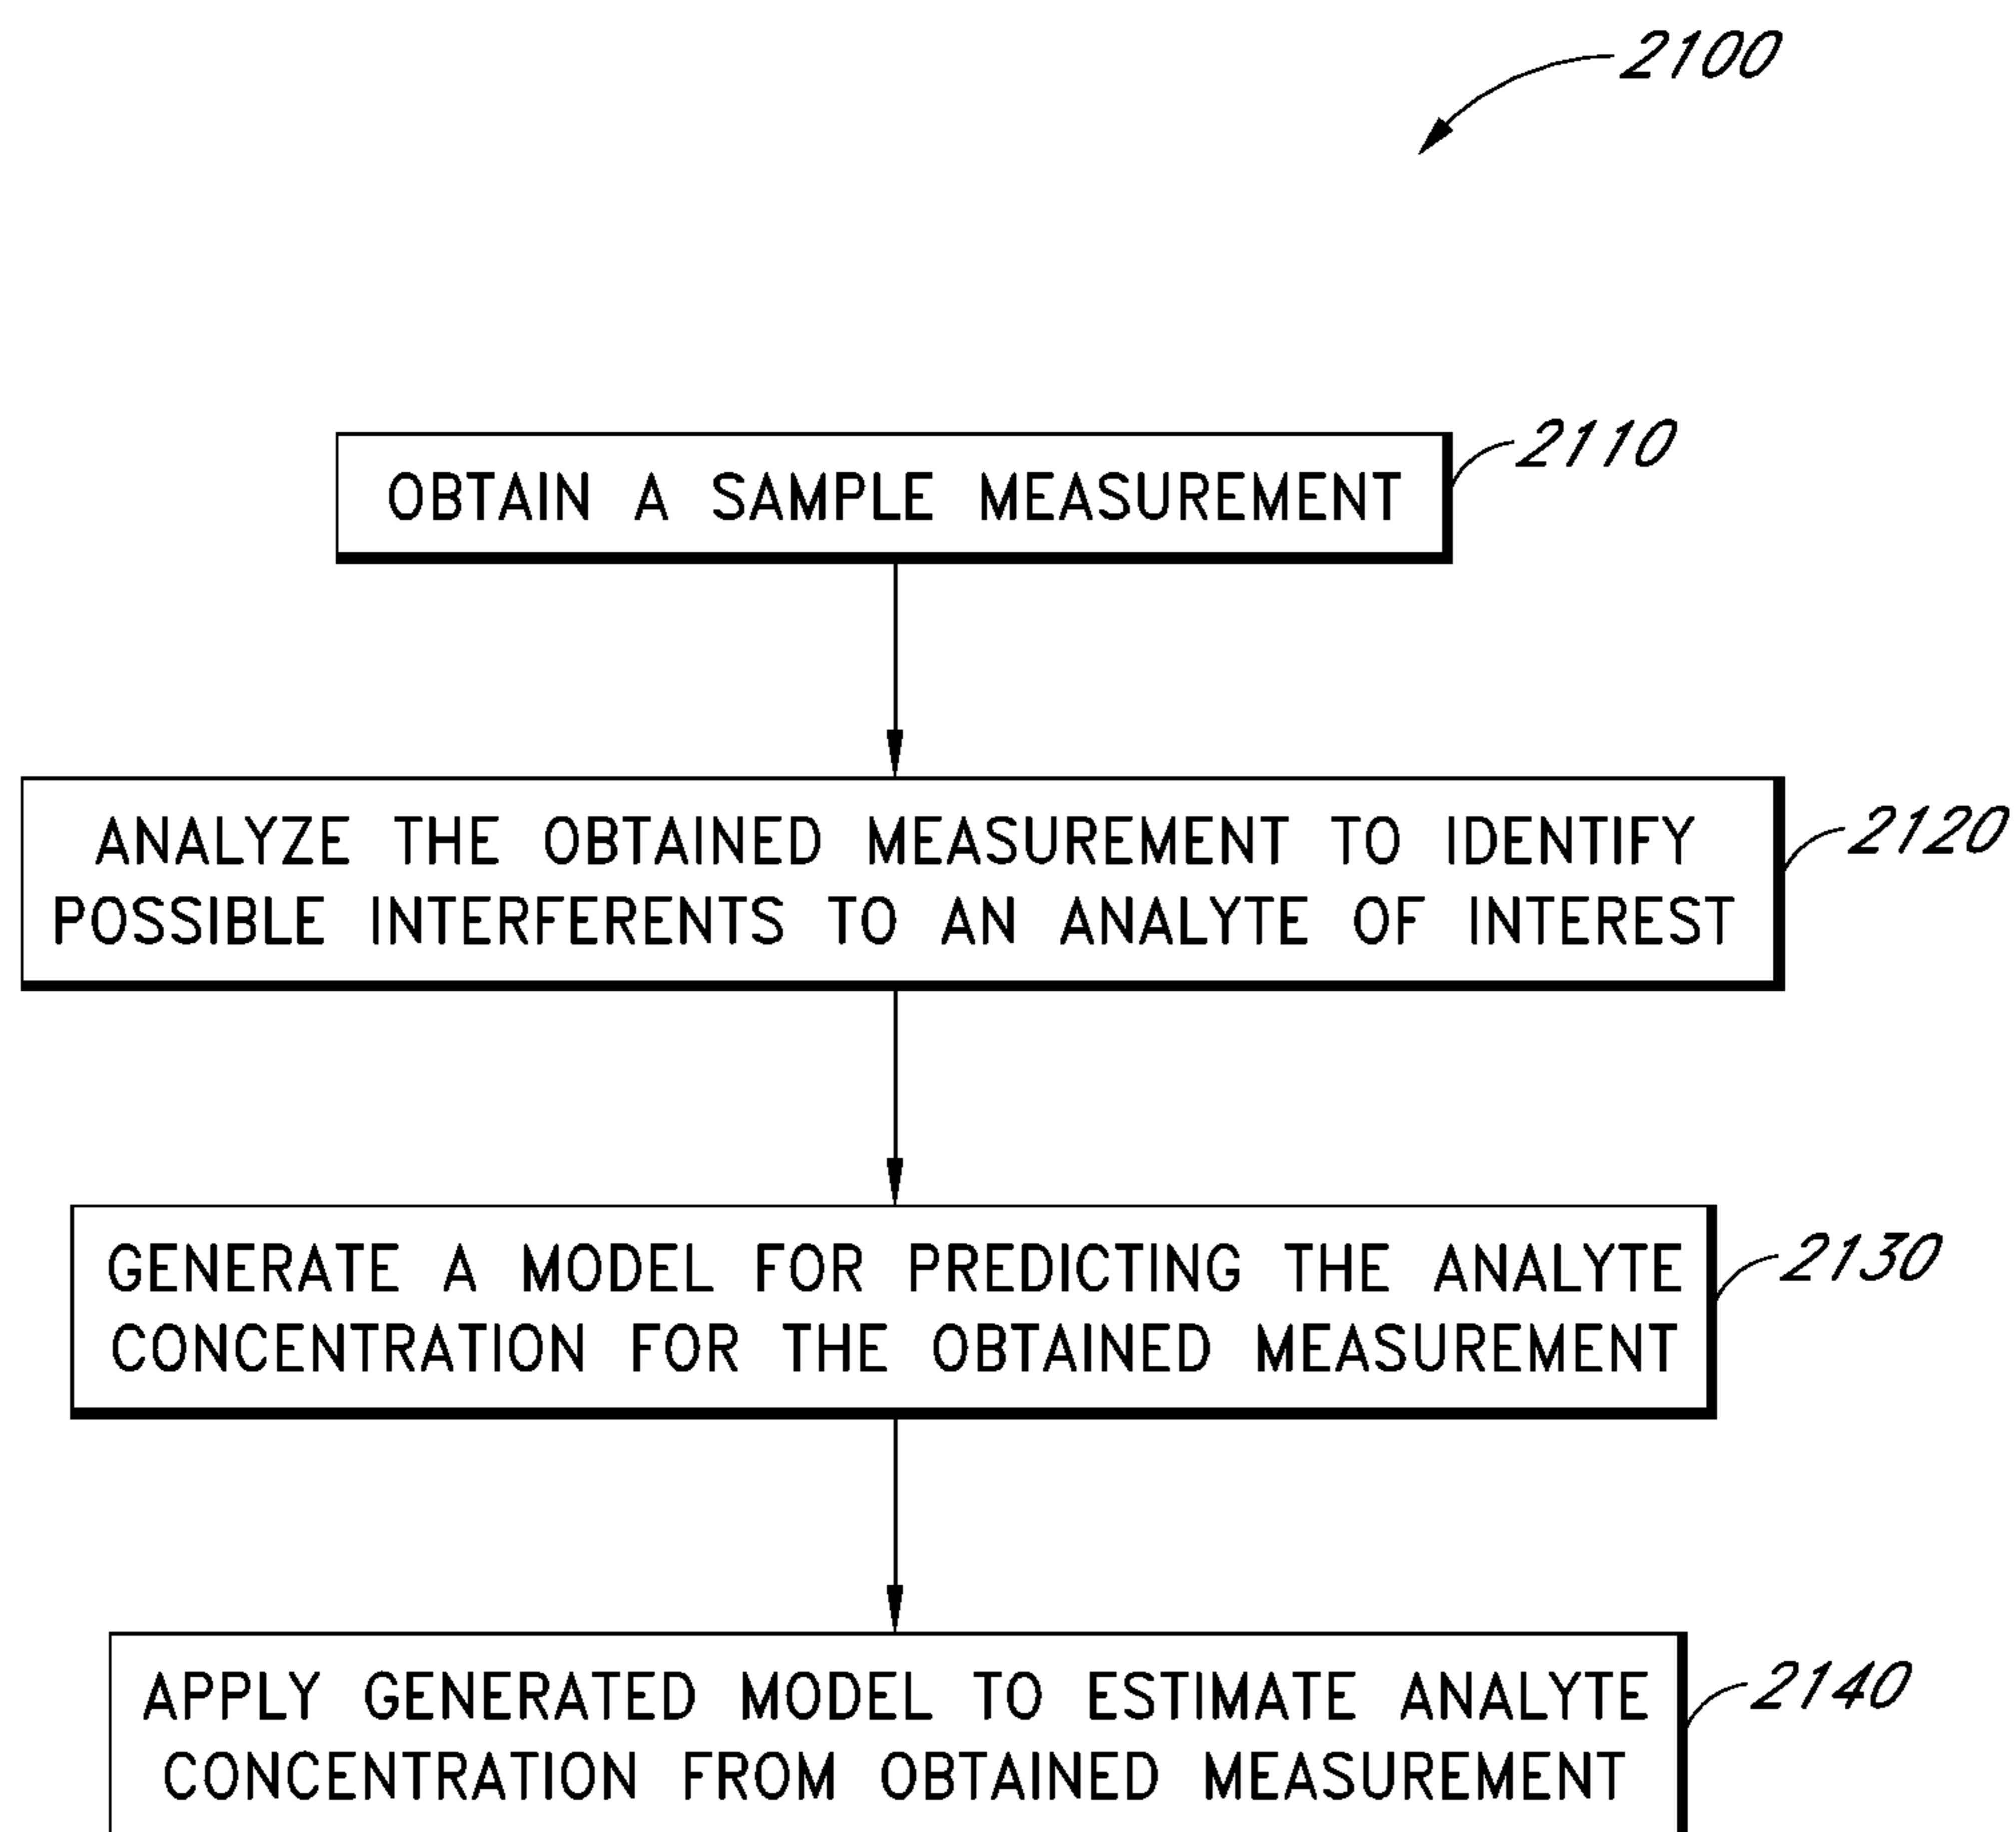 2100
OBTAIN A SAMPLE MEASUREMENT
2110
ANALYZE THE OBTAINED MEASUREMENT TO IDENTIFY
POSSIBLE INTERFERENTS TO AN ANALYTE OF INTEREST
2120
GENERATE A MODEL FOR PREDICTING THE ANALYTE
CONCENTRATION FOR THE OBTAINED MEASUREMENT
2130
APPLY GENERATED MODEL TO ESTIMATE ANALYTE
CONCENTRATION FROM OBTAINED MEASUREMENT
2140